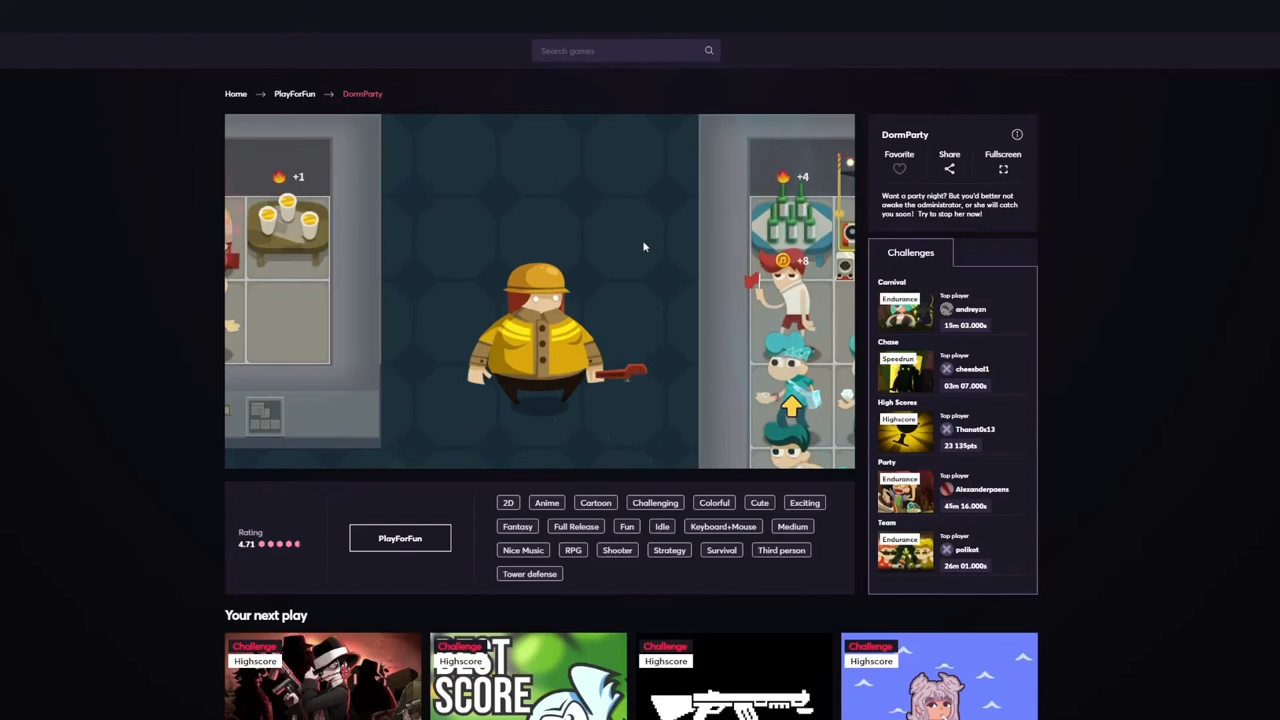 Search games
Home → PlayForFun → DormParty
+1
+4
+8
DormParty
Favorite Share Fullscreen
Want a party night? But you'd better not
awake the administrator, or she will catch
you soon! Try to stop her now!
Challenges
Carnival
Endurance
Top player
andreyzn
15m 03.000s
Chase
Speedrun
Top player
cheesbal1
03m 07.000s
High Scores
Highscore
Top player
Thanat0s13
23 135pts
Party
Endurance
Top player
Alexanderpaens
45m 16.000s
Team
Endurance
Top player
polikot
26m 01.000s
Rating
4.71
PlayForFun
2D Anime Cartoon Challenging Colorful Cute Exciting
Fantasy Full Release Fun Idle Keyboard+Mouse Medium
Nice Music RPG Shooter Strategy Survival Third person
Tower defense
Your next play
Challenge
Highscore
Challenge
Highscore
BEST
SCORE
Challenge
Highscore
Challenge
Highscore